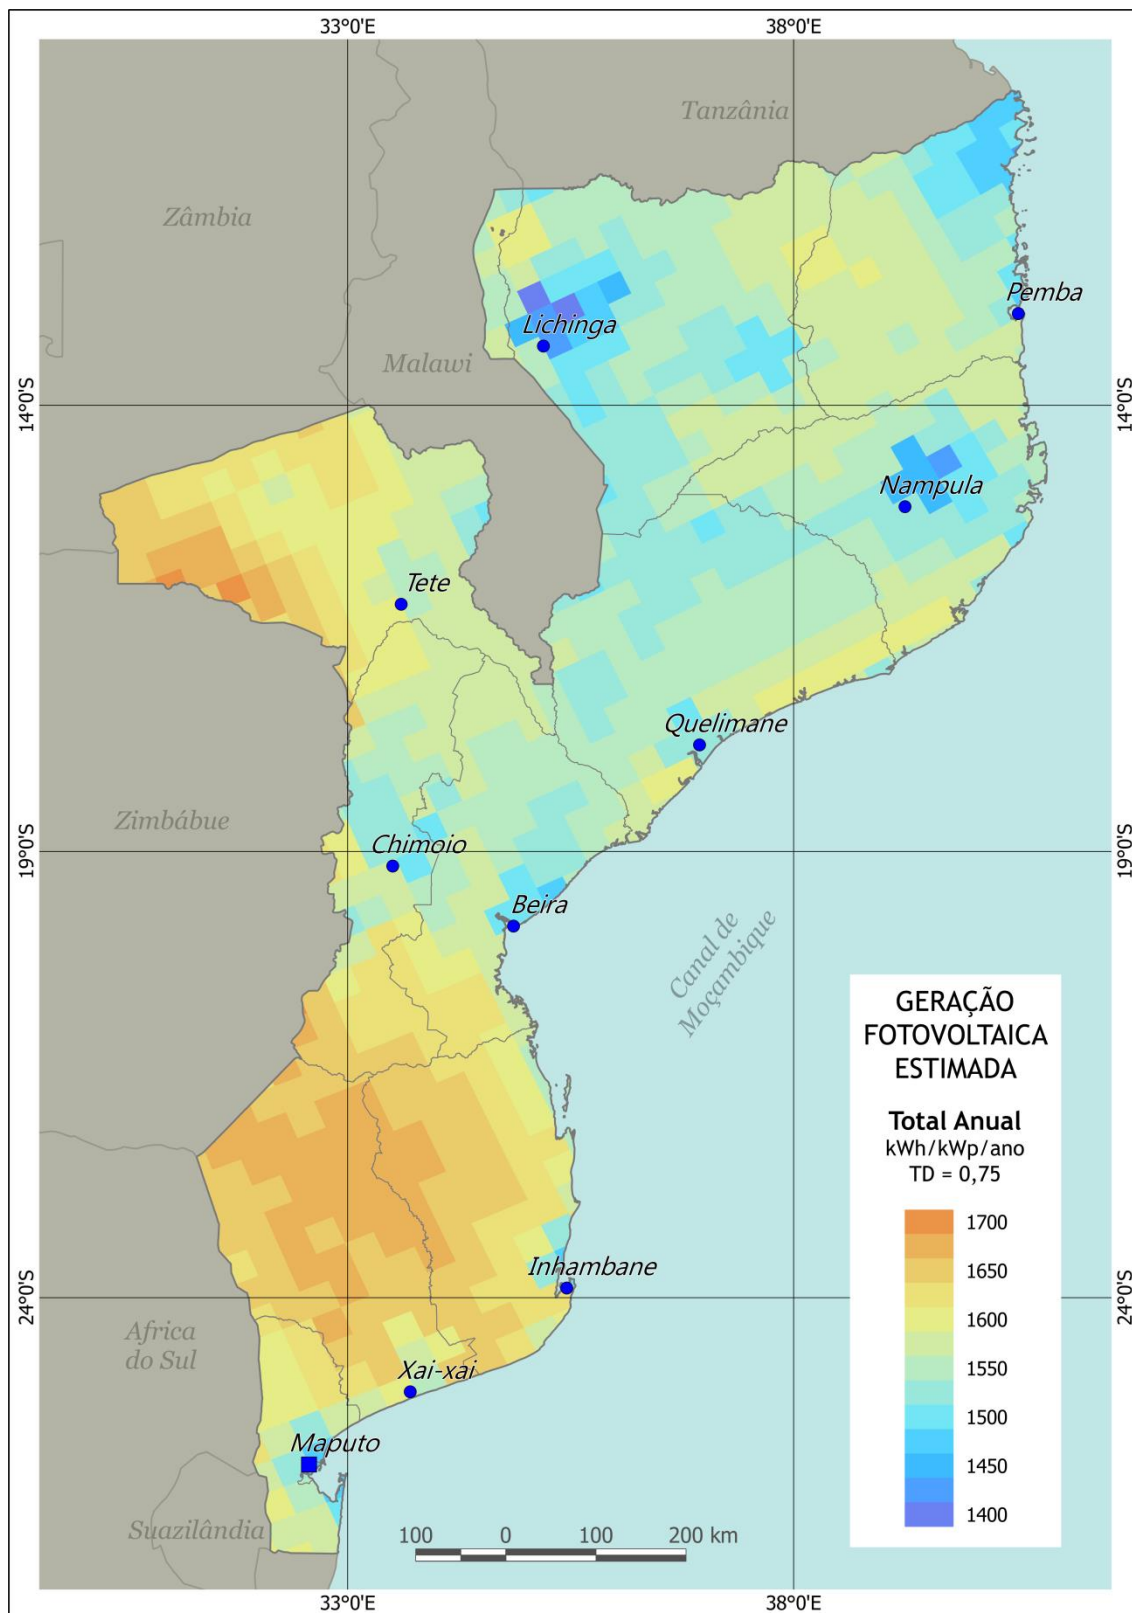 33°0'E
38°0'E
Tanzânia
Zâmbia
Pemba
Lichinga
Malawi
14°0'S
14°0'S
Nampula
Tete
Quelimane
Zimbábue
Chimoio
19°0'S
19°0'S
Beira
Canal de
Moçambique
GERAÇÃO
FOTOVOLTAICA
ESTIMADA
Total Anual
kWh/kWp/ano
TD = 0,75
1700
1650
1600
1550
1500
1450
1400
Inhambane
24°0'S
24°0'S
Africa
do Sul
Xai-xai
Maputo
Suazilândia
100 0 100 200 km
33°0'E
38°0'E